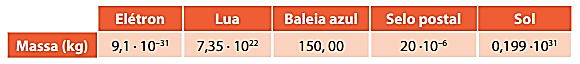 Elétron Lua Baleia azul Selo postal Sol
Massa (kg) 9,1 · 10⁻³¹ 7,35 · 10²² 150, 00 20 ·10⁻⁶ 0,199 ·10³¹